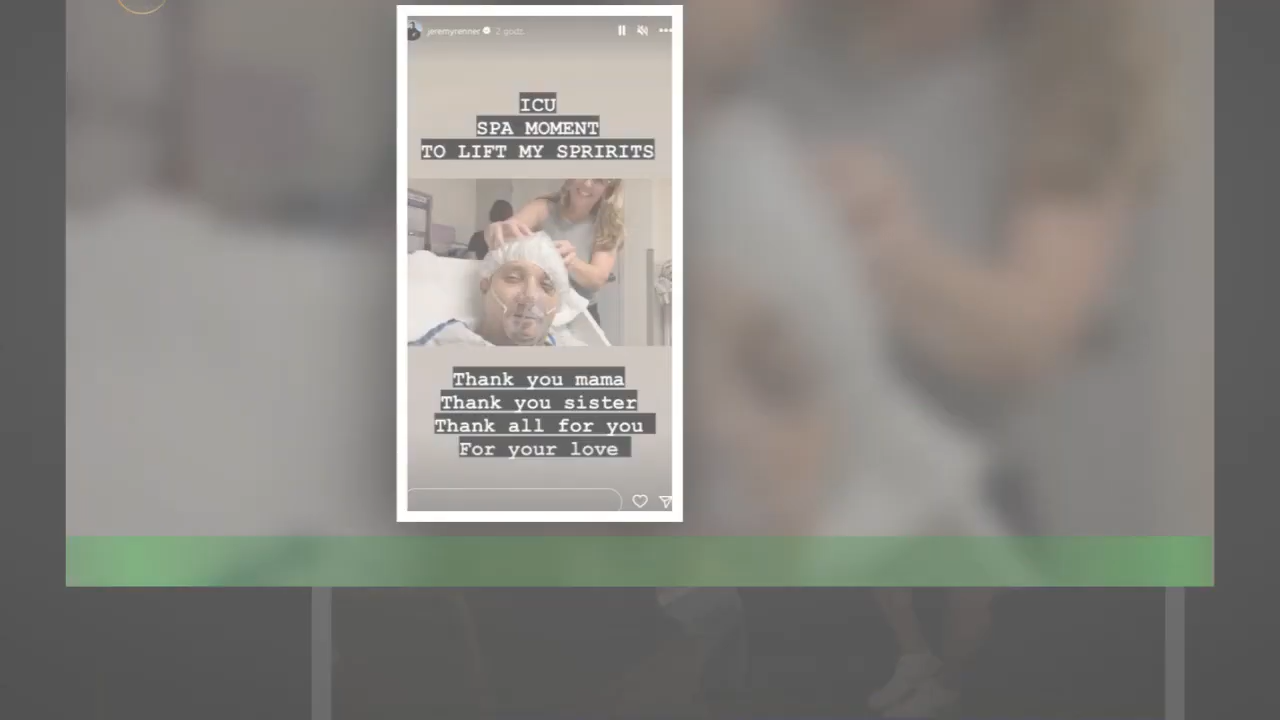 jeremyrenner 2 godz.
ICU
SPA MOMENT
TO LIFT MY SPRIRITS
Thank you mama
Thank you sister
Thank all for you
For your love